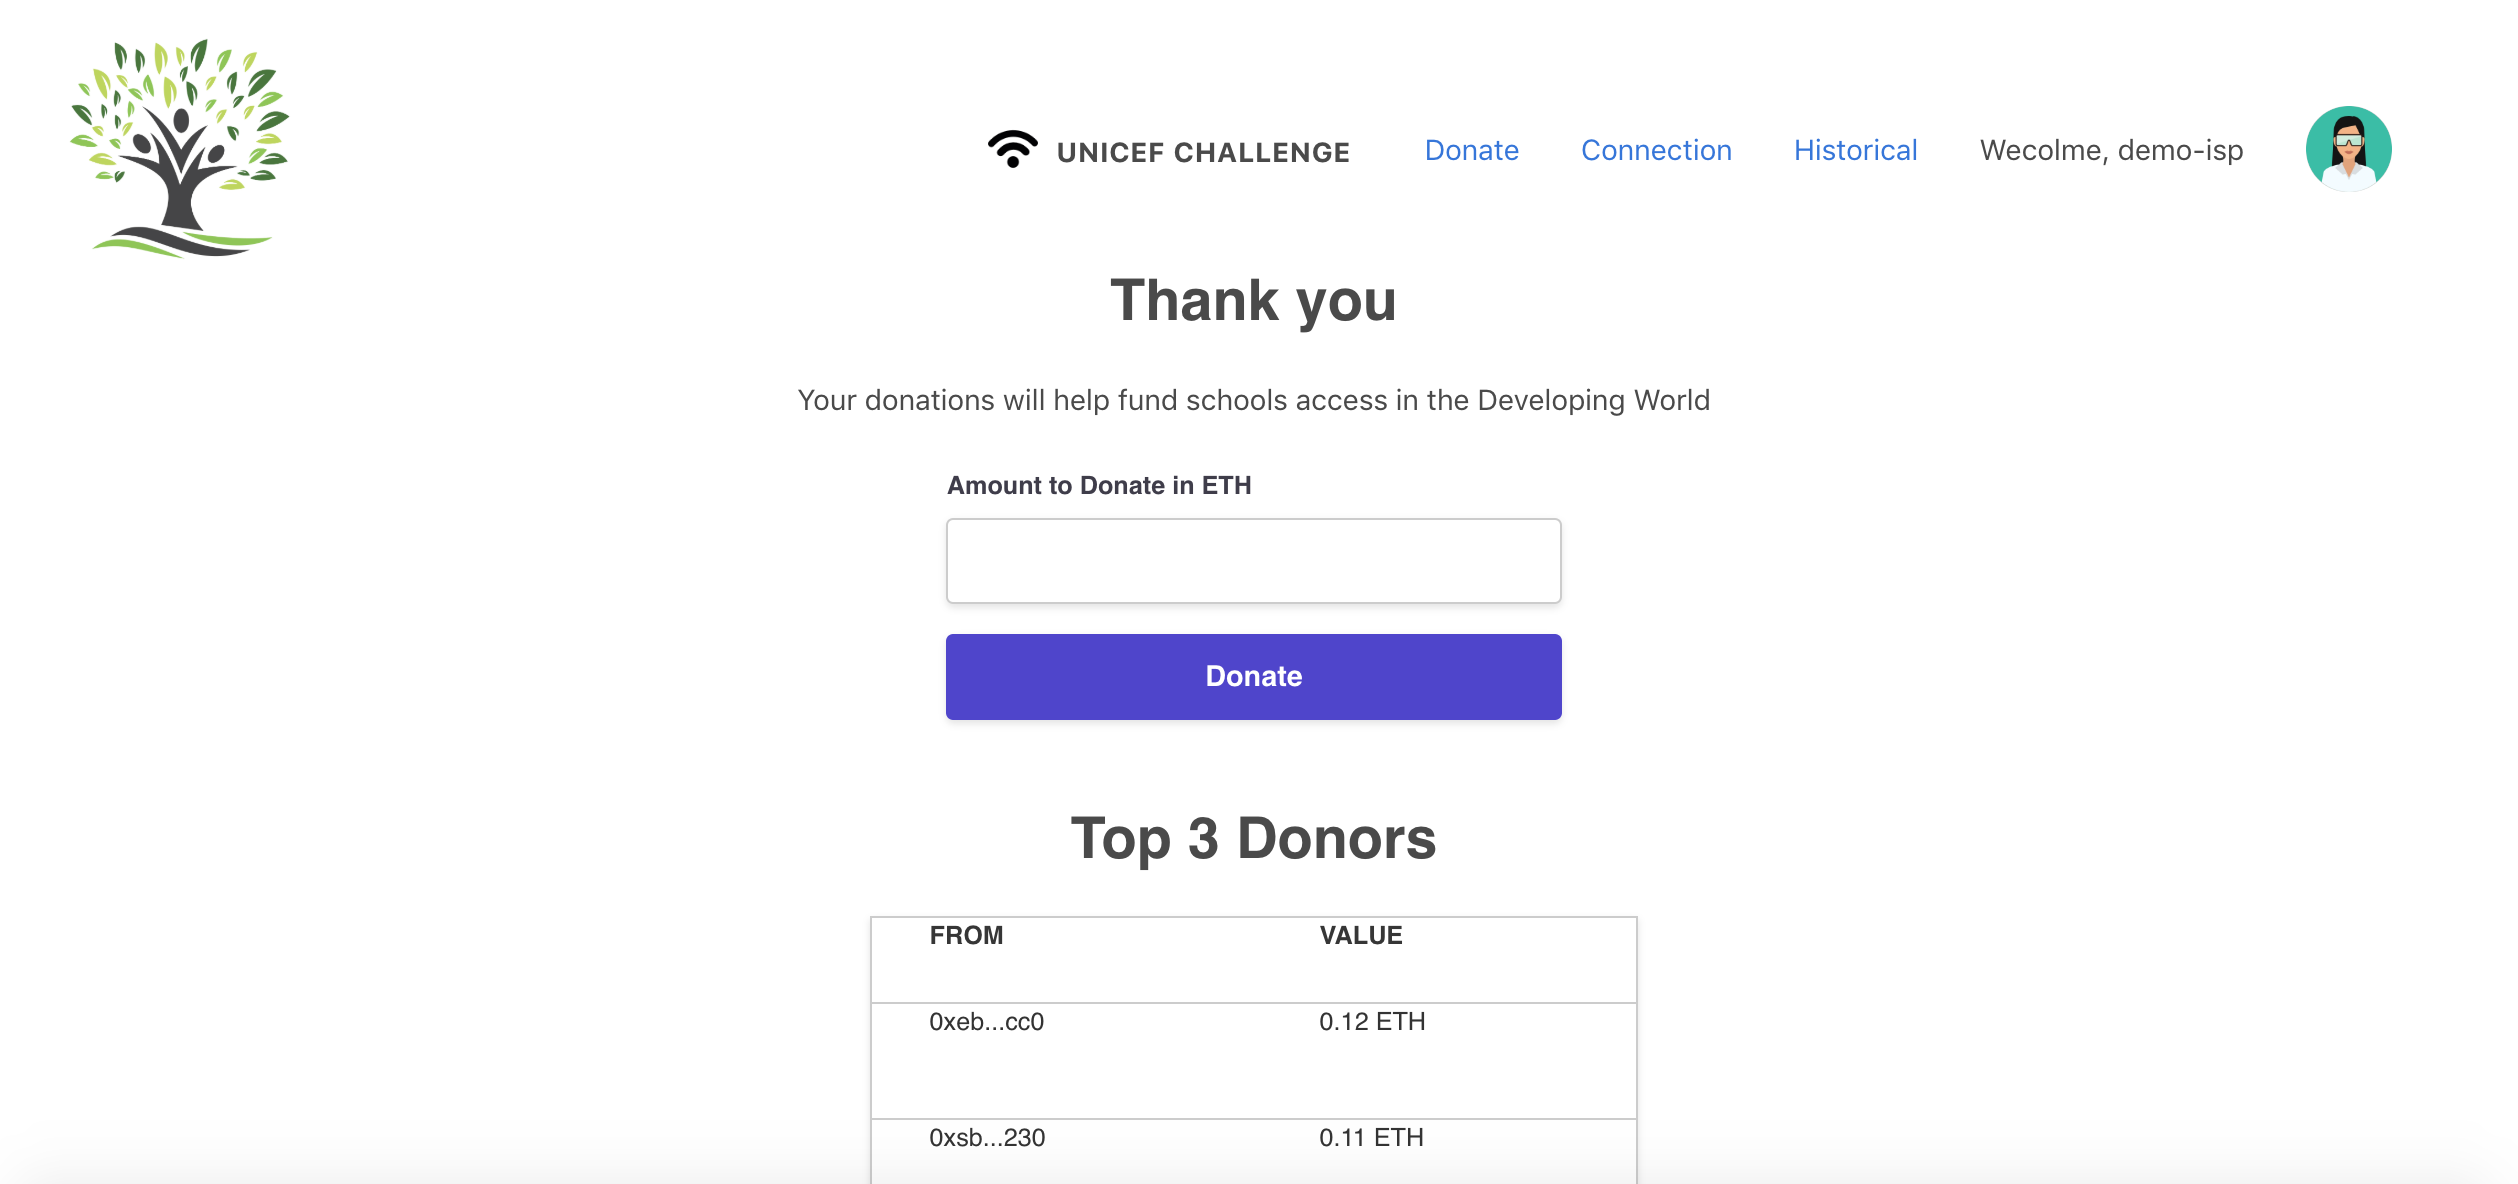 UNICEF CHALLENGE Donate Connection Historical Wecolme, demo-isp
Thank you
Your donations will help fund schools access in the Developing World
Amount to Donate in ETH
Donate
Top 3 Donors
FROM VALUE
0xeb...cc0 0.12 ETH
0xsb...230 0.11 ETH